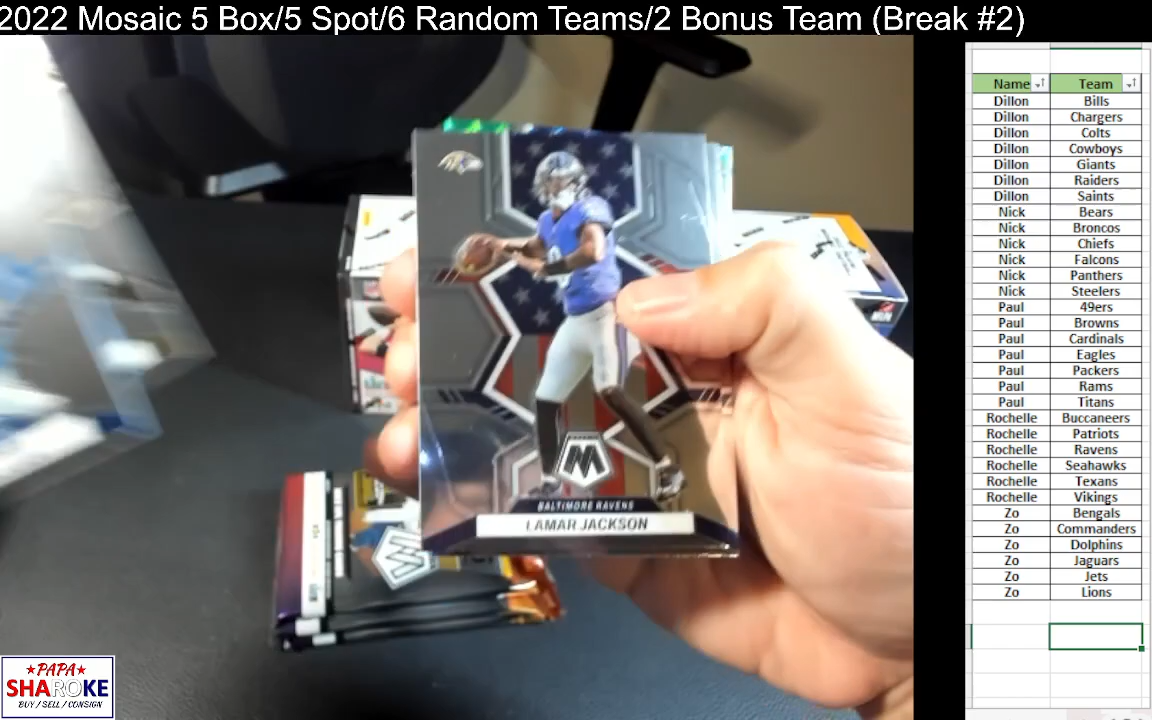 2022 Mosaic 5 Box/5 Spot/6 Random Teams/2 Bonus Team (Break #2)
Name Team
Dillon Bills
Dillon Chargers
Dillon Colts
Dillon Cowboys
Dillon Giants
Dillon Raiders
Dillon Saints
Nick Bears
Nick Broncos
Nick Chiefs
Nick Falcons
Nick Panthers
Nick Steelers
Paul 49ers
Paul Browns
Paul Cardinals
Paul Eagles
Paul Packers
Paul Rams
Paul Titans
Rochelle Buccaneers
Rochelle Patriots
Rochelle Ravens
Rochelle Seahawks
Rochelle Texans
Rochelle Vikings
Zo Bengals
Zo Commanders
Zo Dolphins
Zo Jaguars
Zo Jets
Zo Lions
M
BALTIMORE RAVENS
LAMAR JACKSON
PAPA
SHAROKE
BUY / SELL / CONSIGN